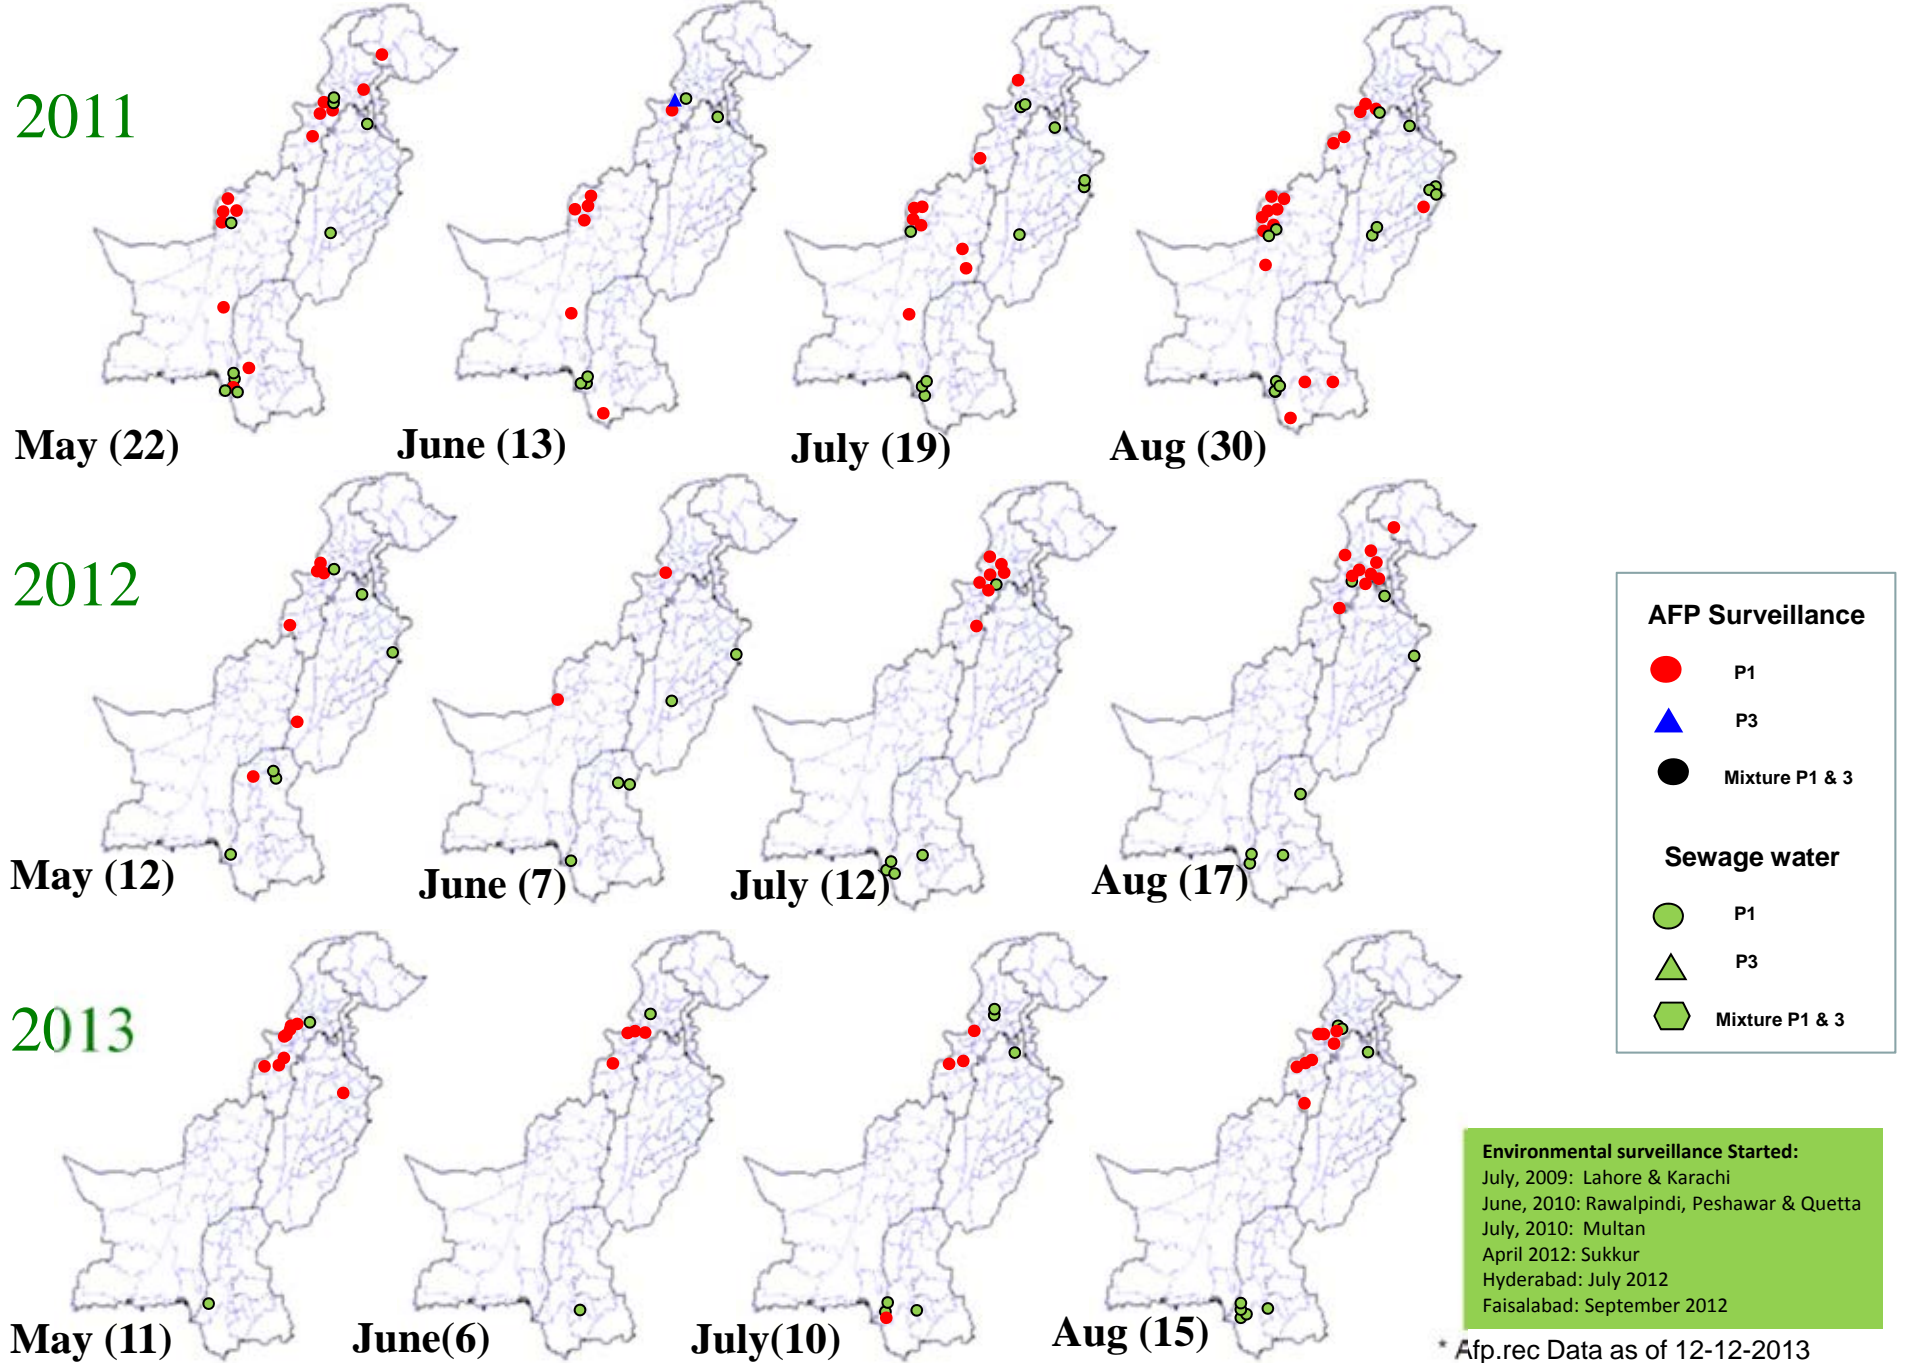 2011
May (22)
June (13)
July (19)
Aug (30)
2012
May (12)
June (7)
July (12)
Aug (17)
2013
May (11)
June(6)
July(10)
Aug (15)
AFP Surveillance
P1
P3
Mixture P1 & 3
Sewage water
P1
P3
Mixture P1 & 3
Environmental surveillance Started:
July, 2009: Lahore & Karachi
June, 2010: Rawalpindi, Peshawar & Quetta
July, 2010: Multan
April 2012: Sukkur
Hyderabad: July 2012
Faisalabad: September 2012
* Afp.rec Data as of 12-12-2013